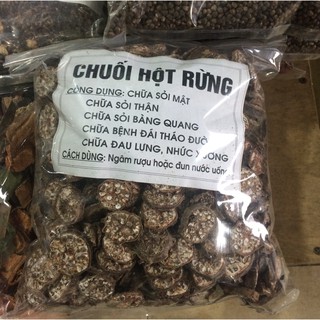 CHUỐI HỘT RỪNG
CÔNG DỤNG: CHỮA SỎI MẬT
CHỮA SỎI THẬN
CHỮA SỎI BÀNG QUANG
CHỮA BỆNH ĐÁI THÁO ĐƯỜ
CHỮA ĐAU LƯNG, NHỨC XƯƠNG
CÁCH DÙNG: Ngâm rượu hoặc đun nước uống